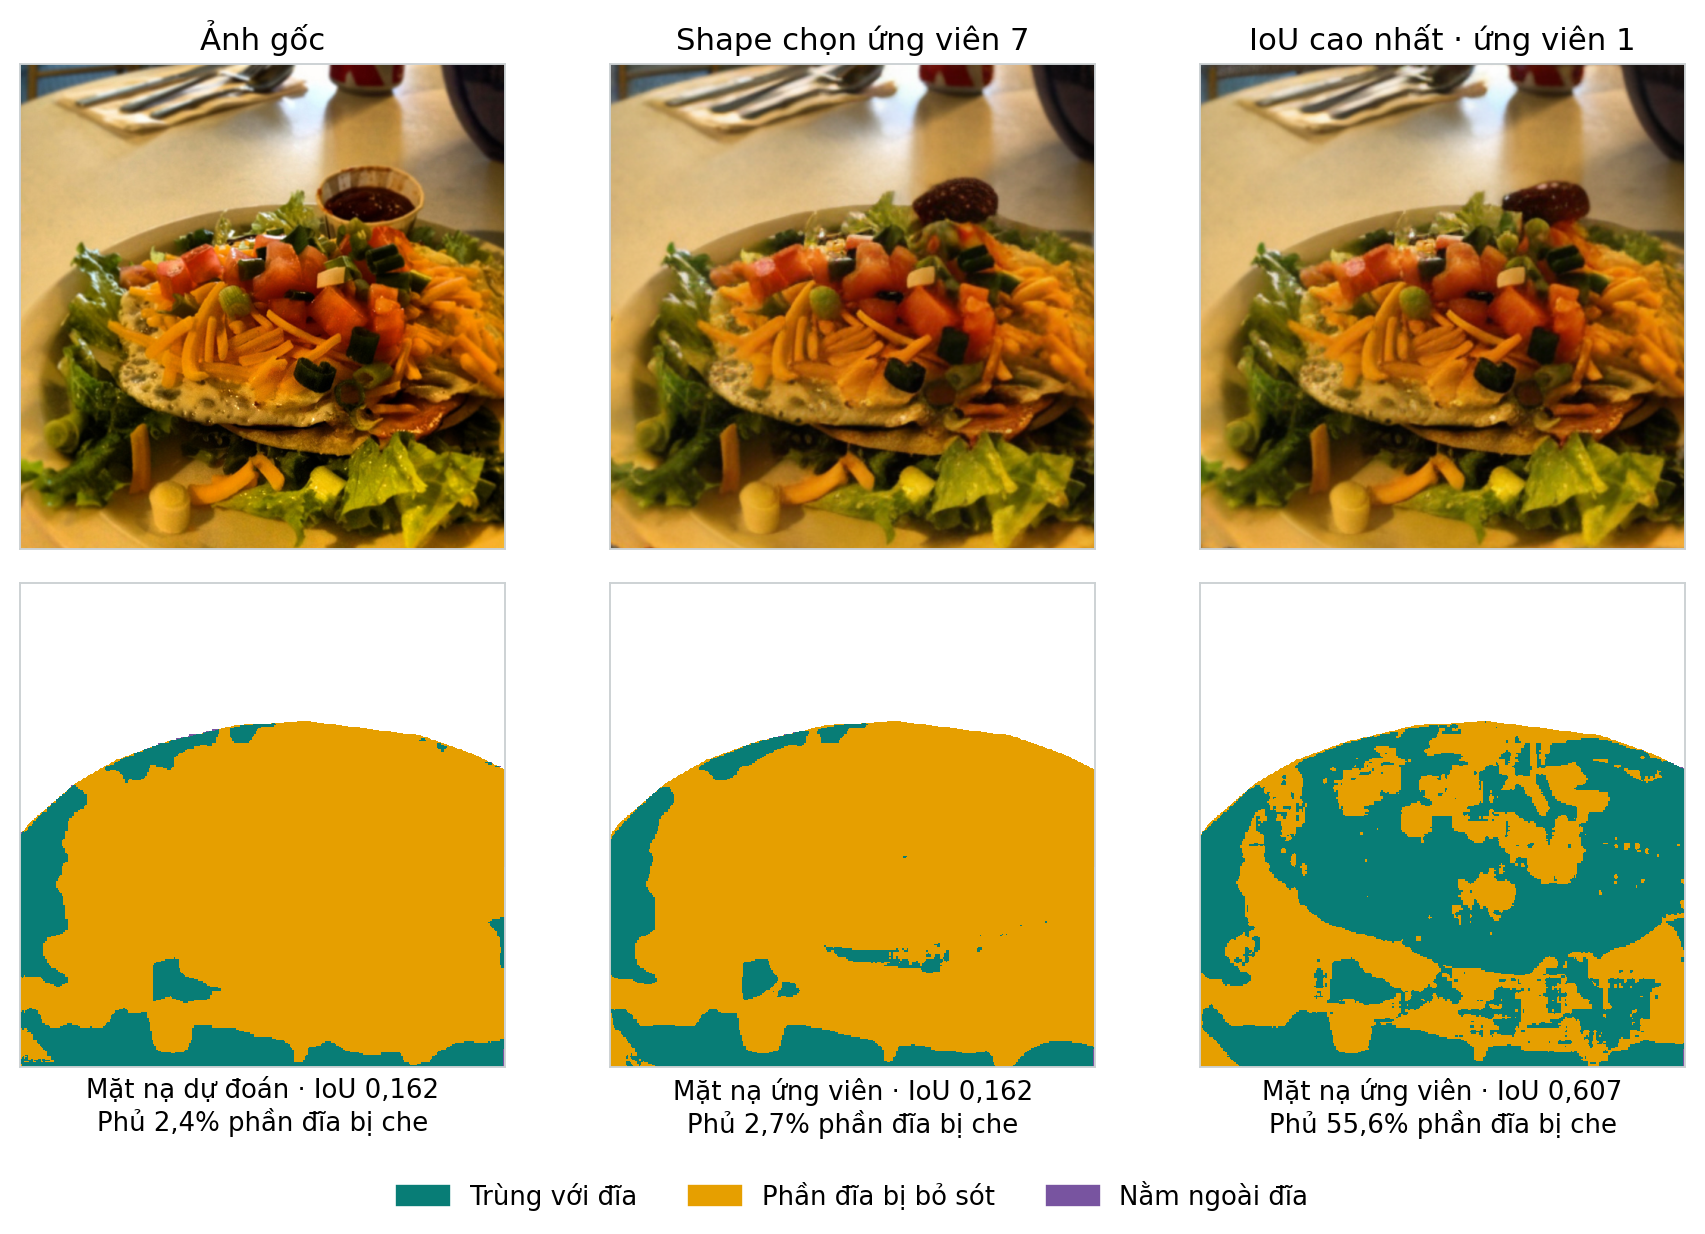 Ảnh gốc
Shape chọn ứng viên 7
IoU cao nhất · ứng viên 1
Mặt nạ dự đoán · IoU 0,162
Phủ 2,4% phần đĩa bị che
Mặt nạ ứng viên · IoU 0,162
Phủ 2,7% phần đĩa bị che
Mặt nạ ứng viên · IoU 0,607
Phủ 55,6% phần đĩa bị che
Trùng với đĩa
Phần đĩa bị bỏ sót
Nằm ngoài đĩa